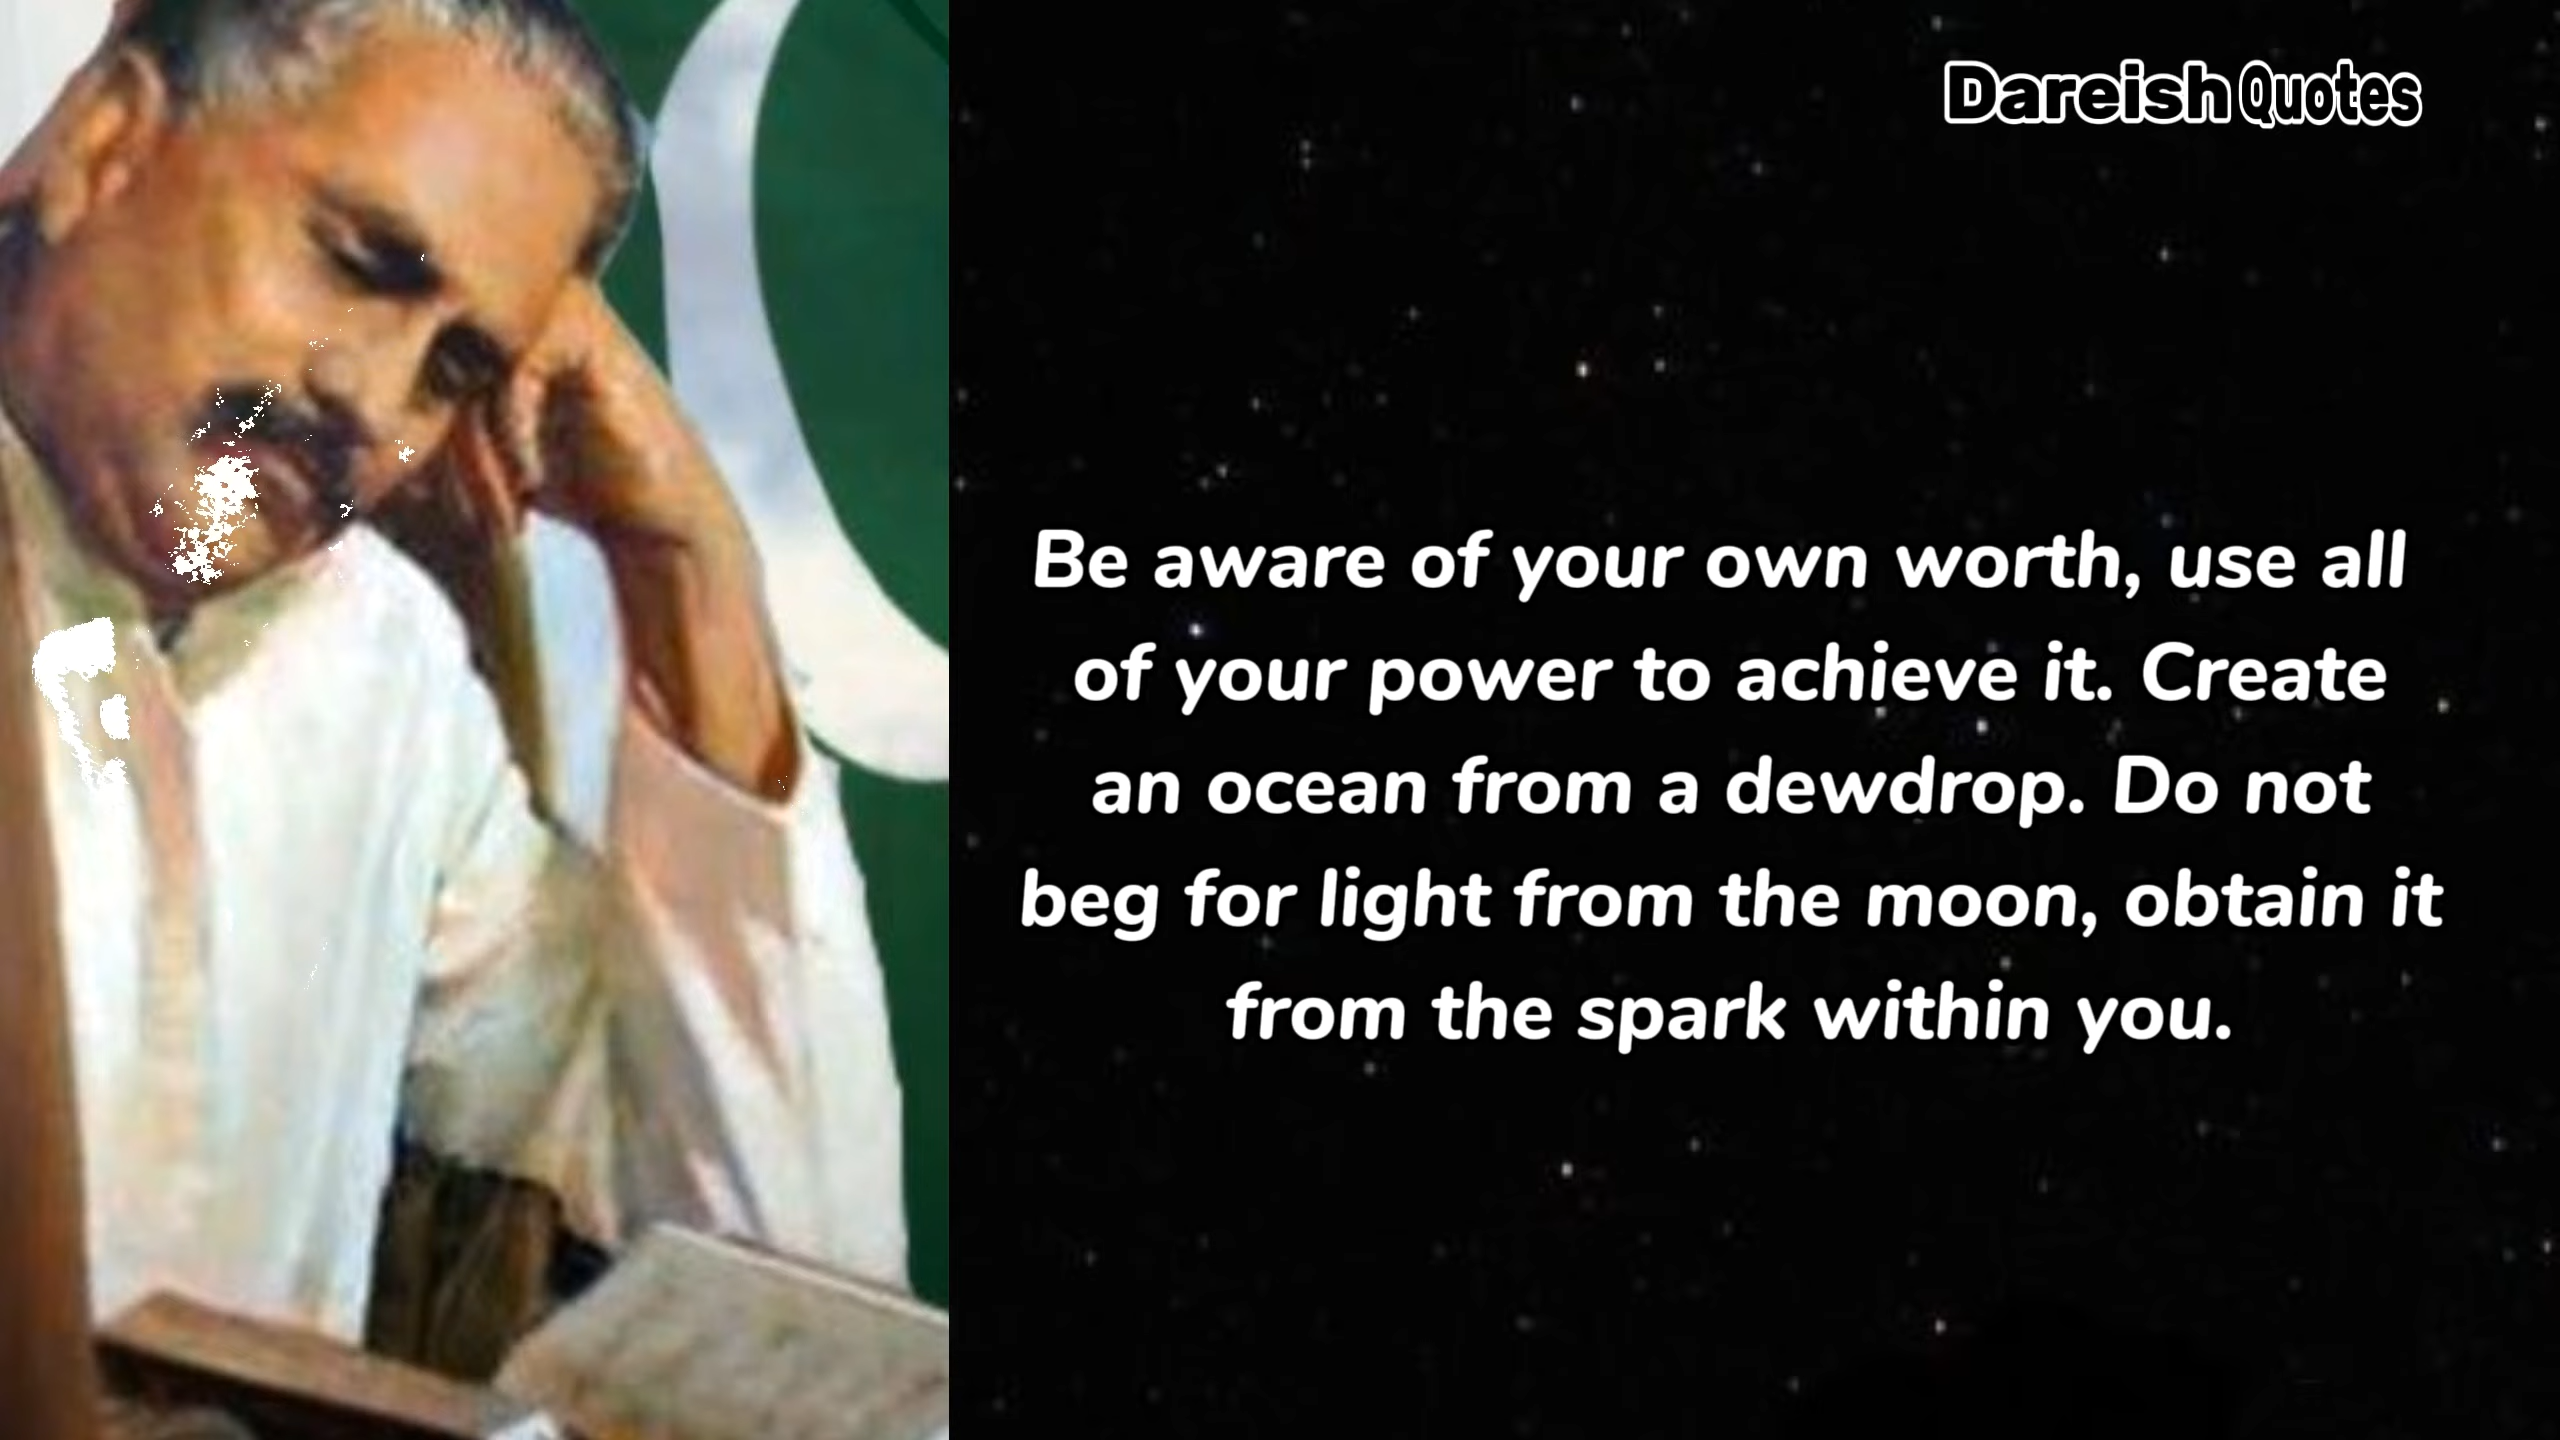 Dareish Quotes
Be aware of your own worth, use all
of your power to achieve it. Create
an ocean from a dewdrop. Do not
beg for light from the moon, obtain it
from the spark within you.